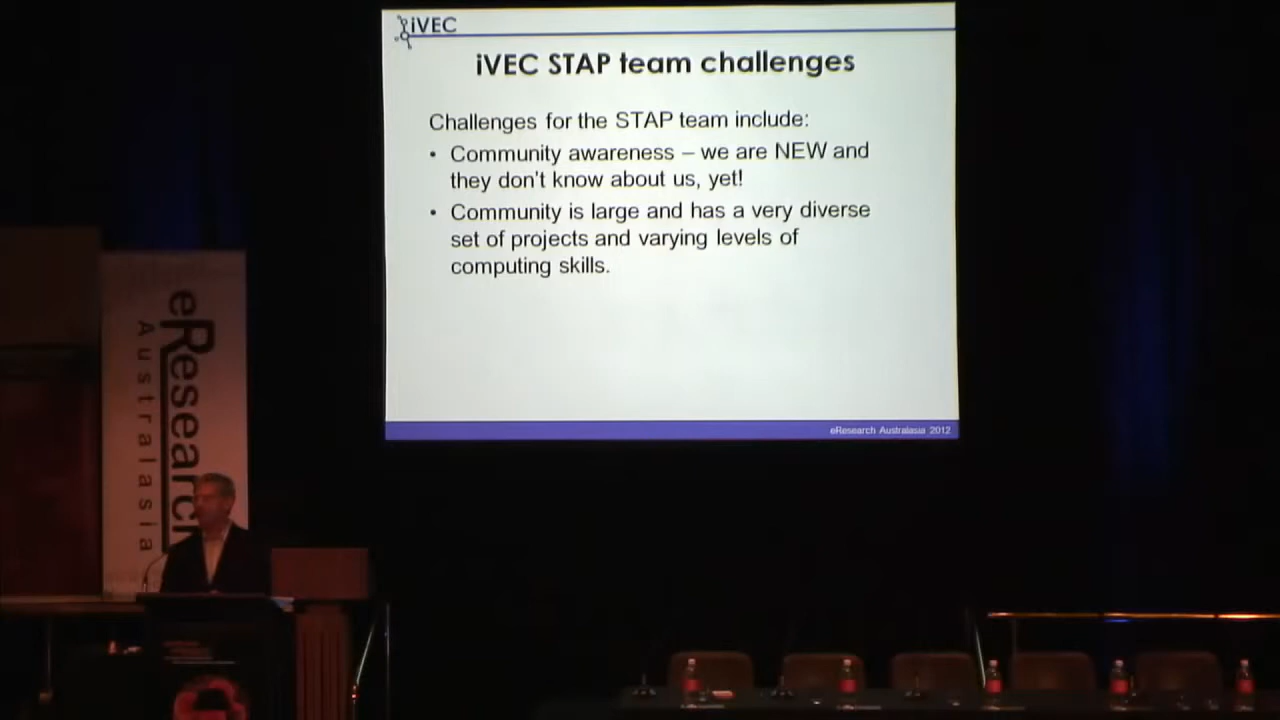 iVEC
iVEC STAP team challenges
Challenges for the STAP team include:
• Community awareness – we are NEW and
they don't know about us, yet!
• Community is large and has a very diverse
set of projects and varying levels of
computing skills.
eResearch Australasia 2012
eResearch
Australasia